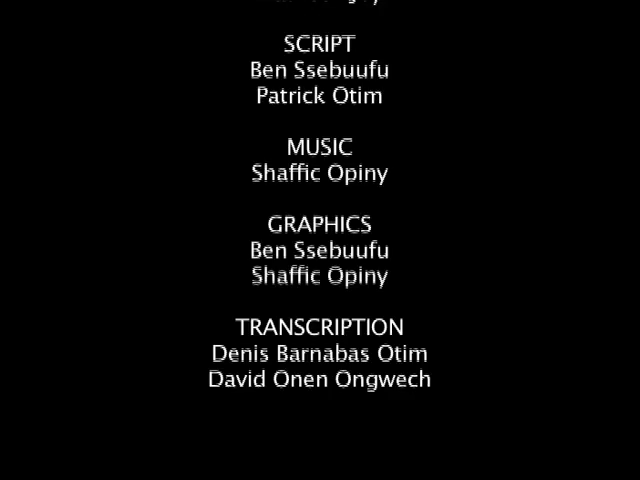 SCRIPT
Ben Ssebuufu
Patrick Otim
MUSIC
Shaffic Opiny
GRAPHICS
Ben Ssebuufu
Shaffic Opiny
TRANSCRIPTION
Denis Barnabas Otim
David Onen Ongwech